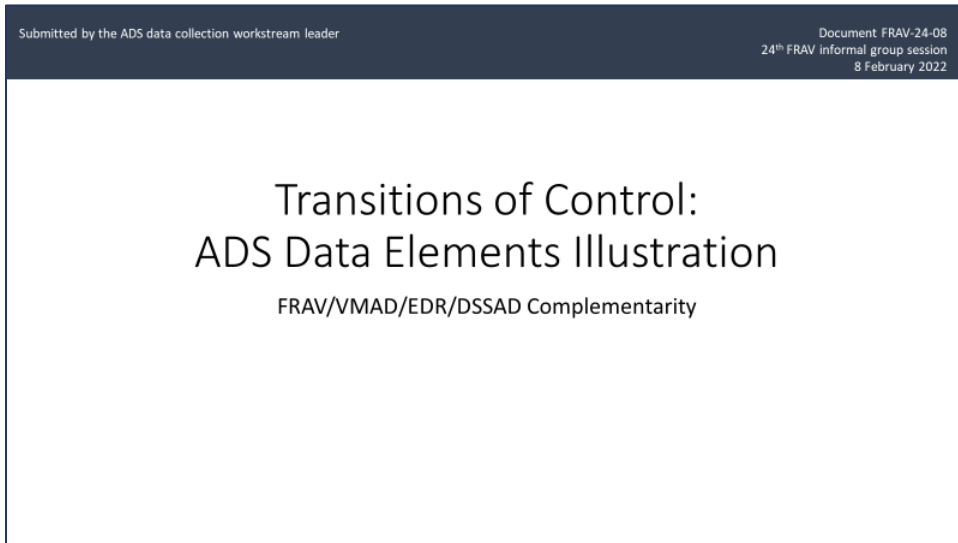 Submitted by the ADS data collection workstream leader
Document FRAV-24-08
24th FRAV informal group session
8 February 2022
Transitions of Control:
ADS Data Elements Illustration
FRAV/VMAD/EDR/DSSAD Complementarity